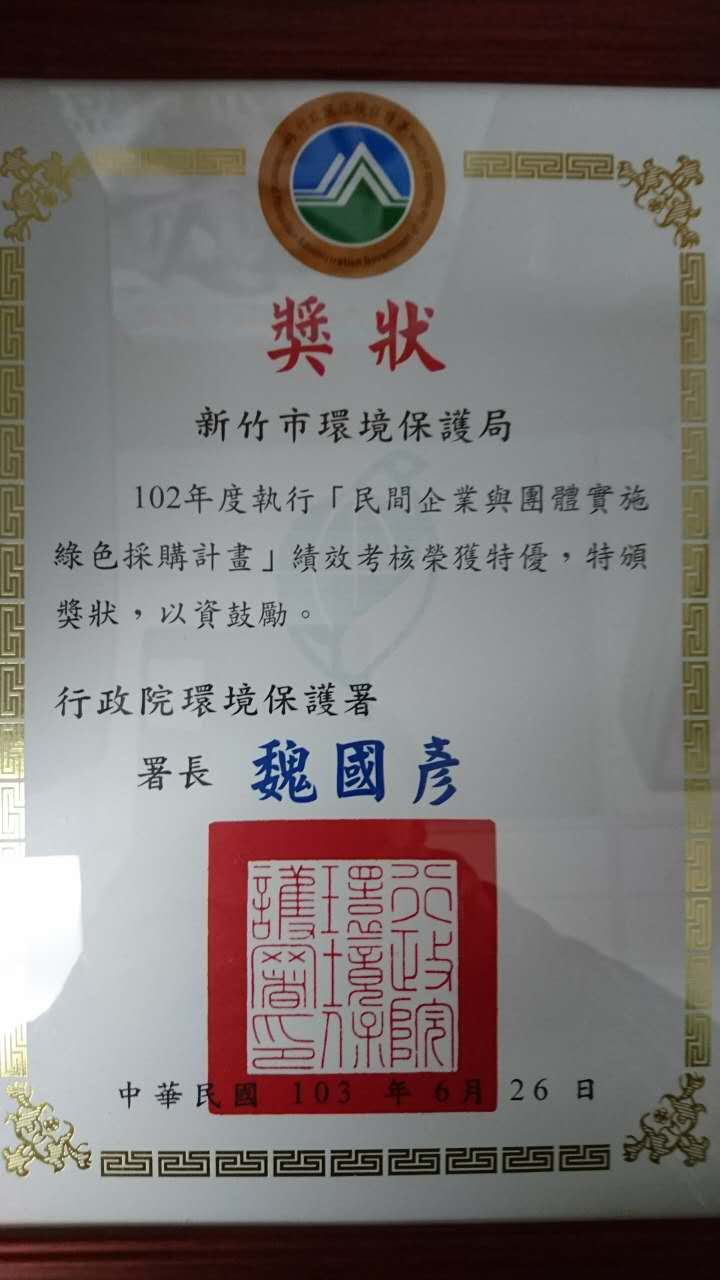 獎狀
新竹市環境保護局
102年度執行「民間企業與團體實施
綠色採購計畫」績效考核榮獲特優，特頒
獎狀，以資鼓勵。
行政院環境保護署
署長 魏國彥
行政院
環境保
護署印
中華民國 103 年 6月 26 日